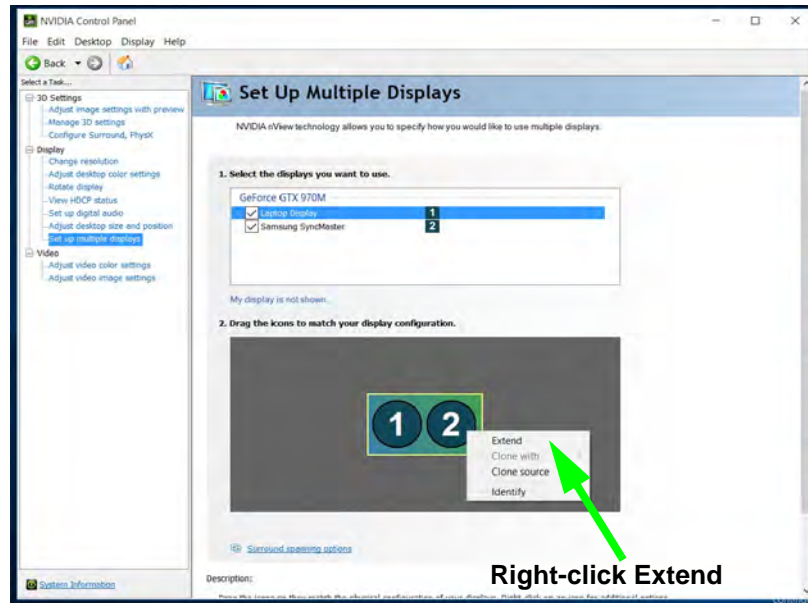 NVIDIA Control Panel
File Edit Desktop Display Help
Back
Select a Task...
3D Settings
Adjust image settings with preview
Manage 3D settings
Configure Surround, PhysX
Display
Change resolution
Adjust desktop color settings
Rotate display
View HDCP status
Set up digital audio
Adjust desktop size and position
Set up multiple displays
Video
Adjust video color settings
Adjust video image settings
System Information
Set Up Multiple Displays
NVIDIA nView technology allows you to specify how you would like to use multiple displays.
1. Select the displays you want to use.
GeForce GTX 970M
Laptop Display 1
Samsung SyncMaster 2
My display is not shown...
2. Drag the icons to match your display configuration.
1 2
Extend
Clone with
Clone source
Identify
Surround spanning options
Right-click Extend
Description: